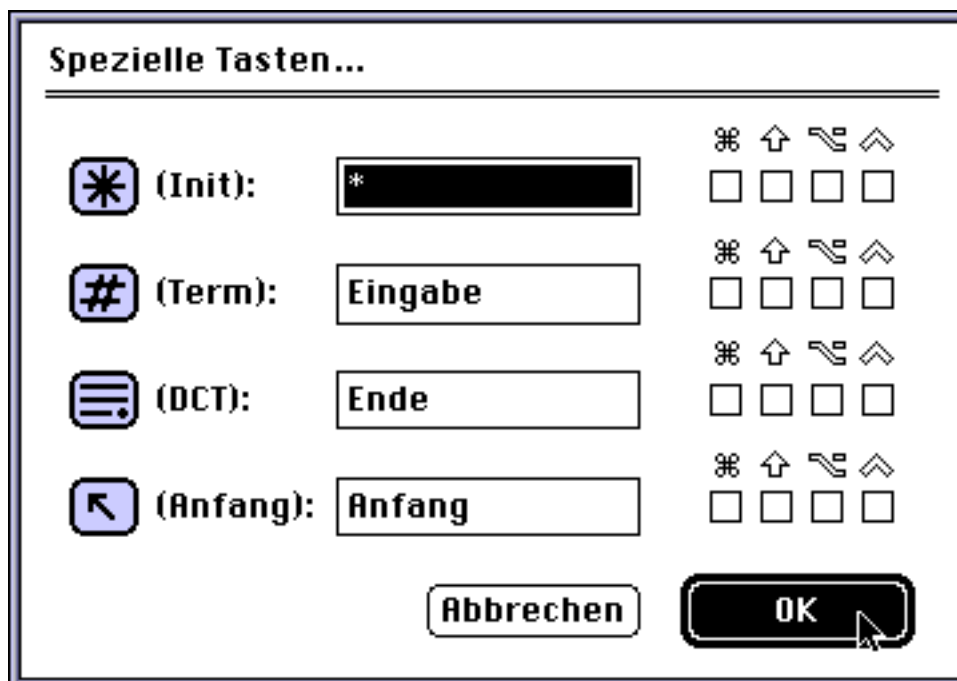 Spezielle Tasten...
⌘ ⇧ ⌥ ⌃
* (Init): *
⌘ ⇧ ⌥ ⌃
# (Term): Eingabe
⌘ ⇧ ⌥ ⌃
(DCT): Ende
⌘ ⇧ ⌥ ⌃
(Anfang): Anfang
Abbrechen OK